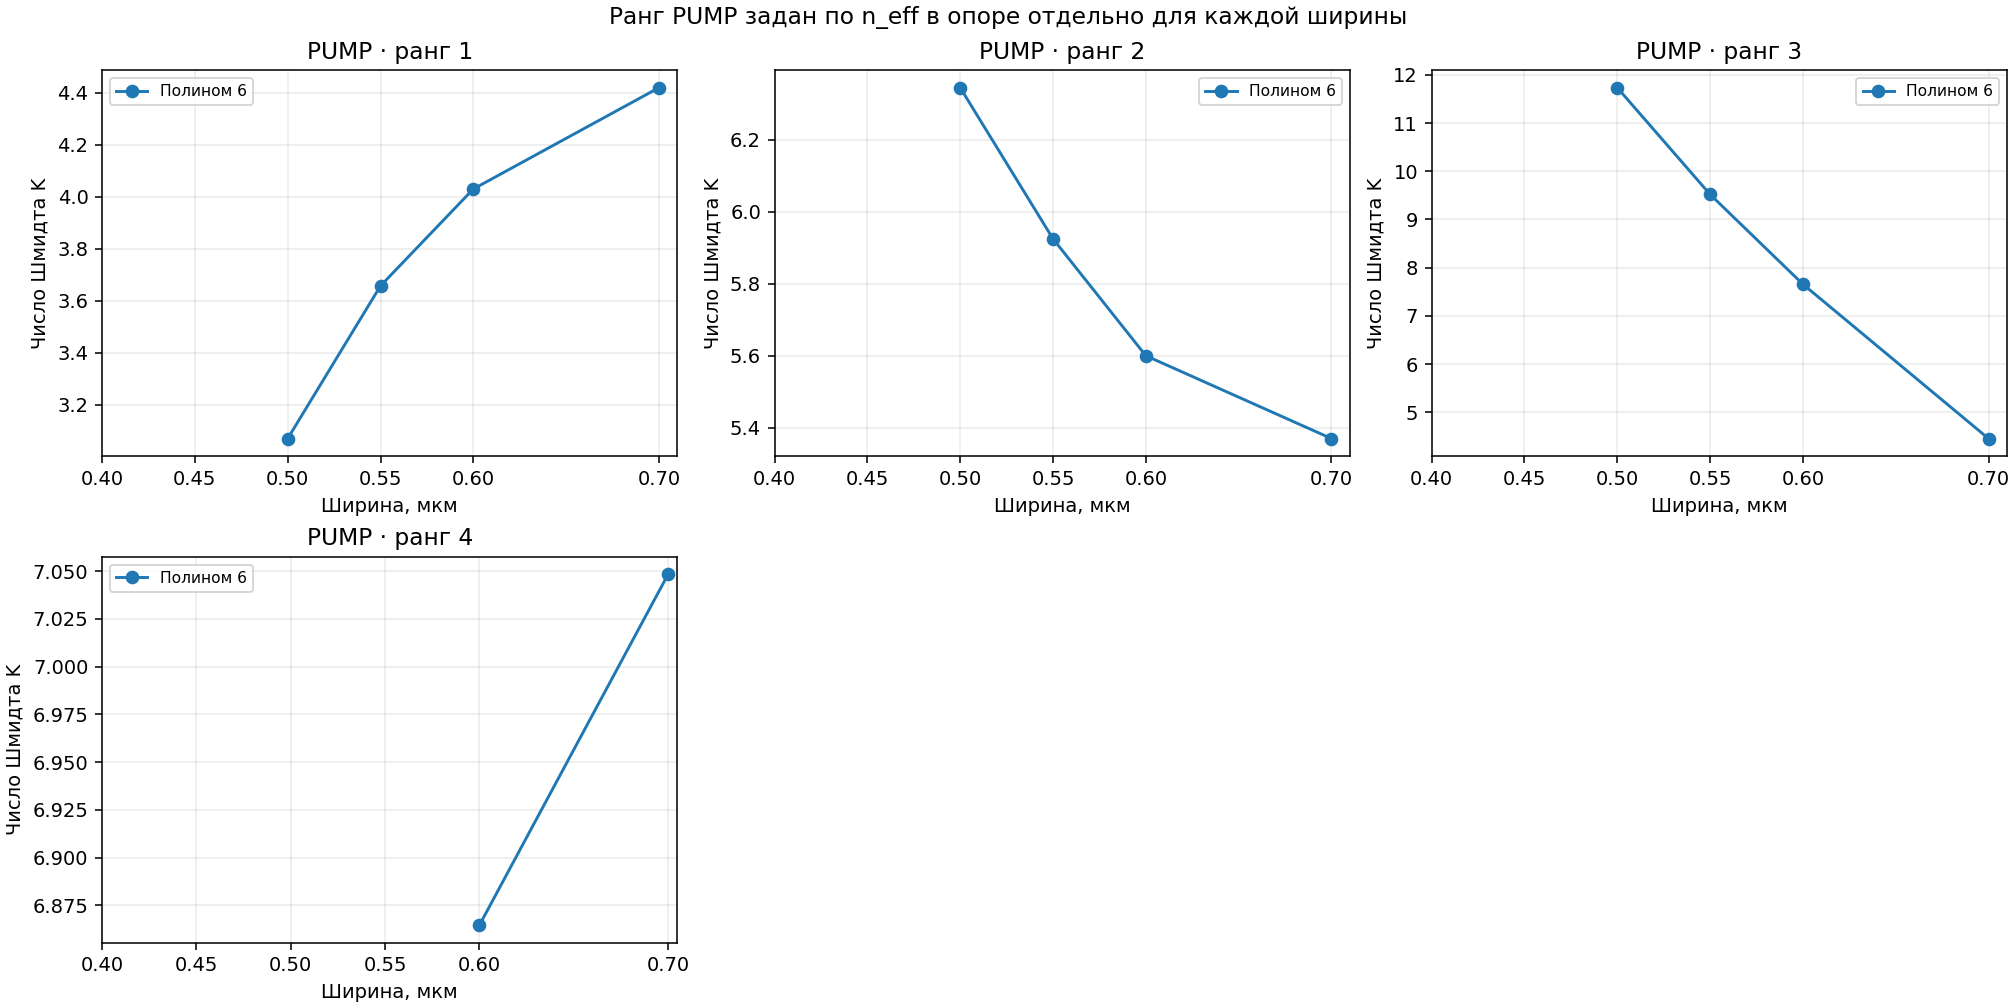 Ранг PUMP задан по n_eff в опоре отдельно для каждой ширины
PUMP · ранг 1
Полином 6
4.4
4.2
4.0
3.8
3.6
3.4
3.2
Число Шмидта K
0.40 0.45 0.50 0.55 0.60 0.70
Ширина, мкм
PUMP · ранг 2
Полином 6
6.2
6.0
5.8
5.6
5.4
Число Шмидта K
0.40 0.45 0.50 0.55 0.60 0.70
Ширина, мкм
PUMP · ранг 3
Полином 6
12
11
10
9
8
7
6
5
Число Шмидта K
0.40 0.45 0.50 0.55 0.60 0.70
Ширина, мкм
PUMP · ранг 4
Полином 6
7.050
7.025
7.000
6.975
6.950
6.925
6.900
6.875
Число Шмидта K
0.40 0.45 0.50 0.55 0.60 0.70
Ширина, мкм